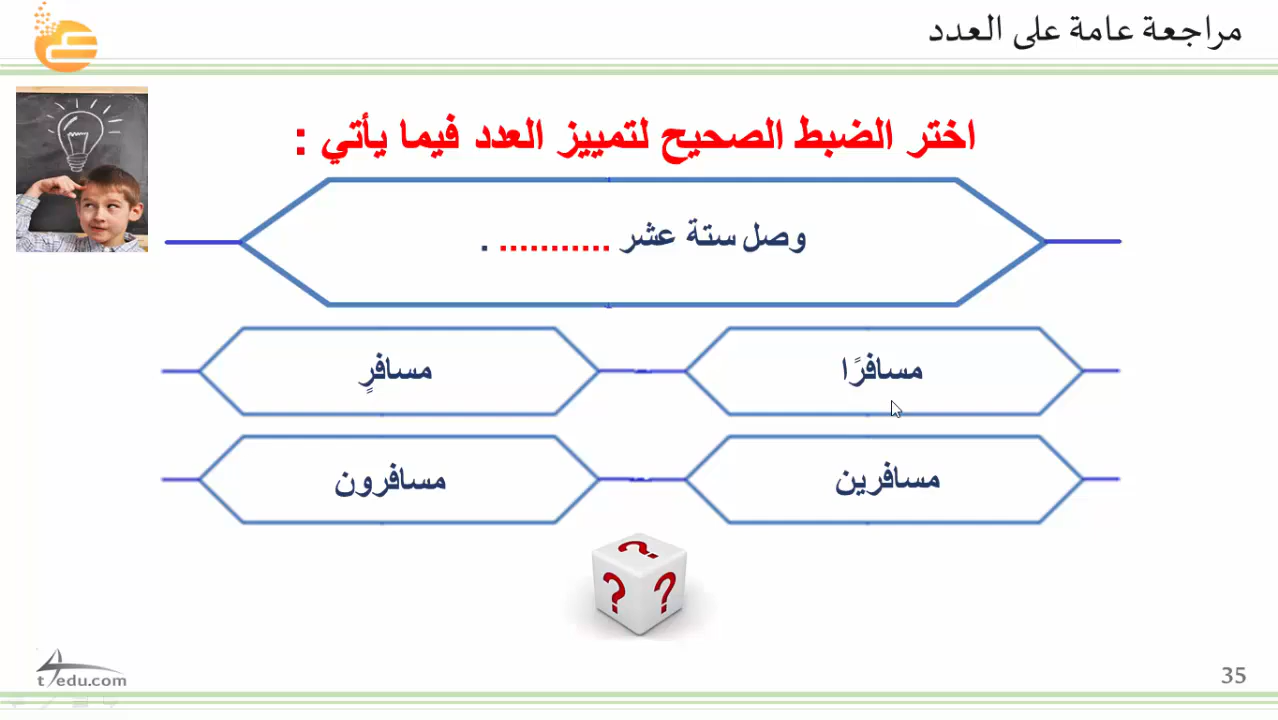 مراجعة عامة على العدد
اختر الضبط الصحيح لتمييز العدد فيما يأتي :
وصل ستة عشر ........... .
مسافرًا
مسافرٍ
مسافرين
مسافرون
? ? ?
t7edu.com
35